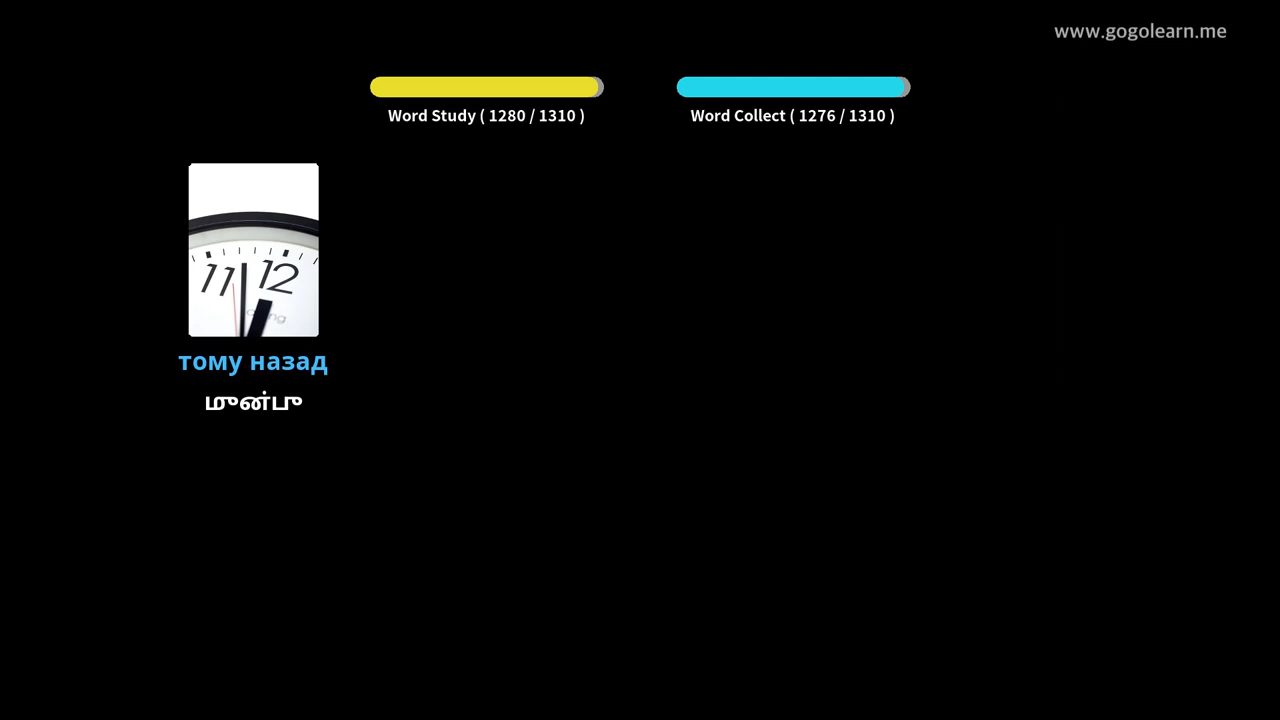 www.gogolearn.me
Word Study ( 1280 / 1310 )
Word Collect ( 1276 / 1310 )
11 12
тому назад
முன்பு